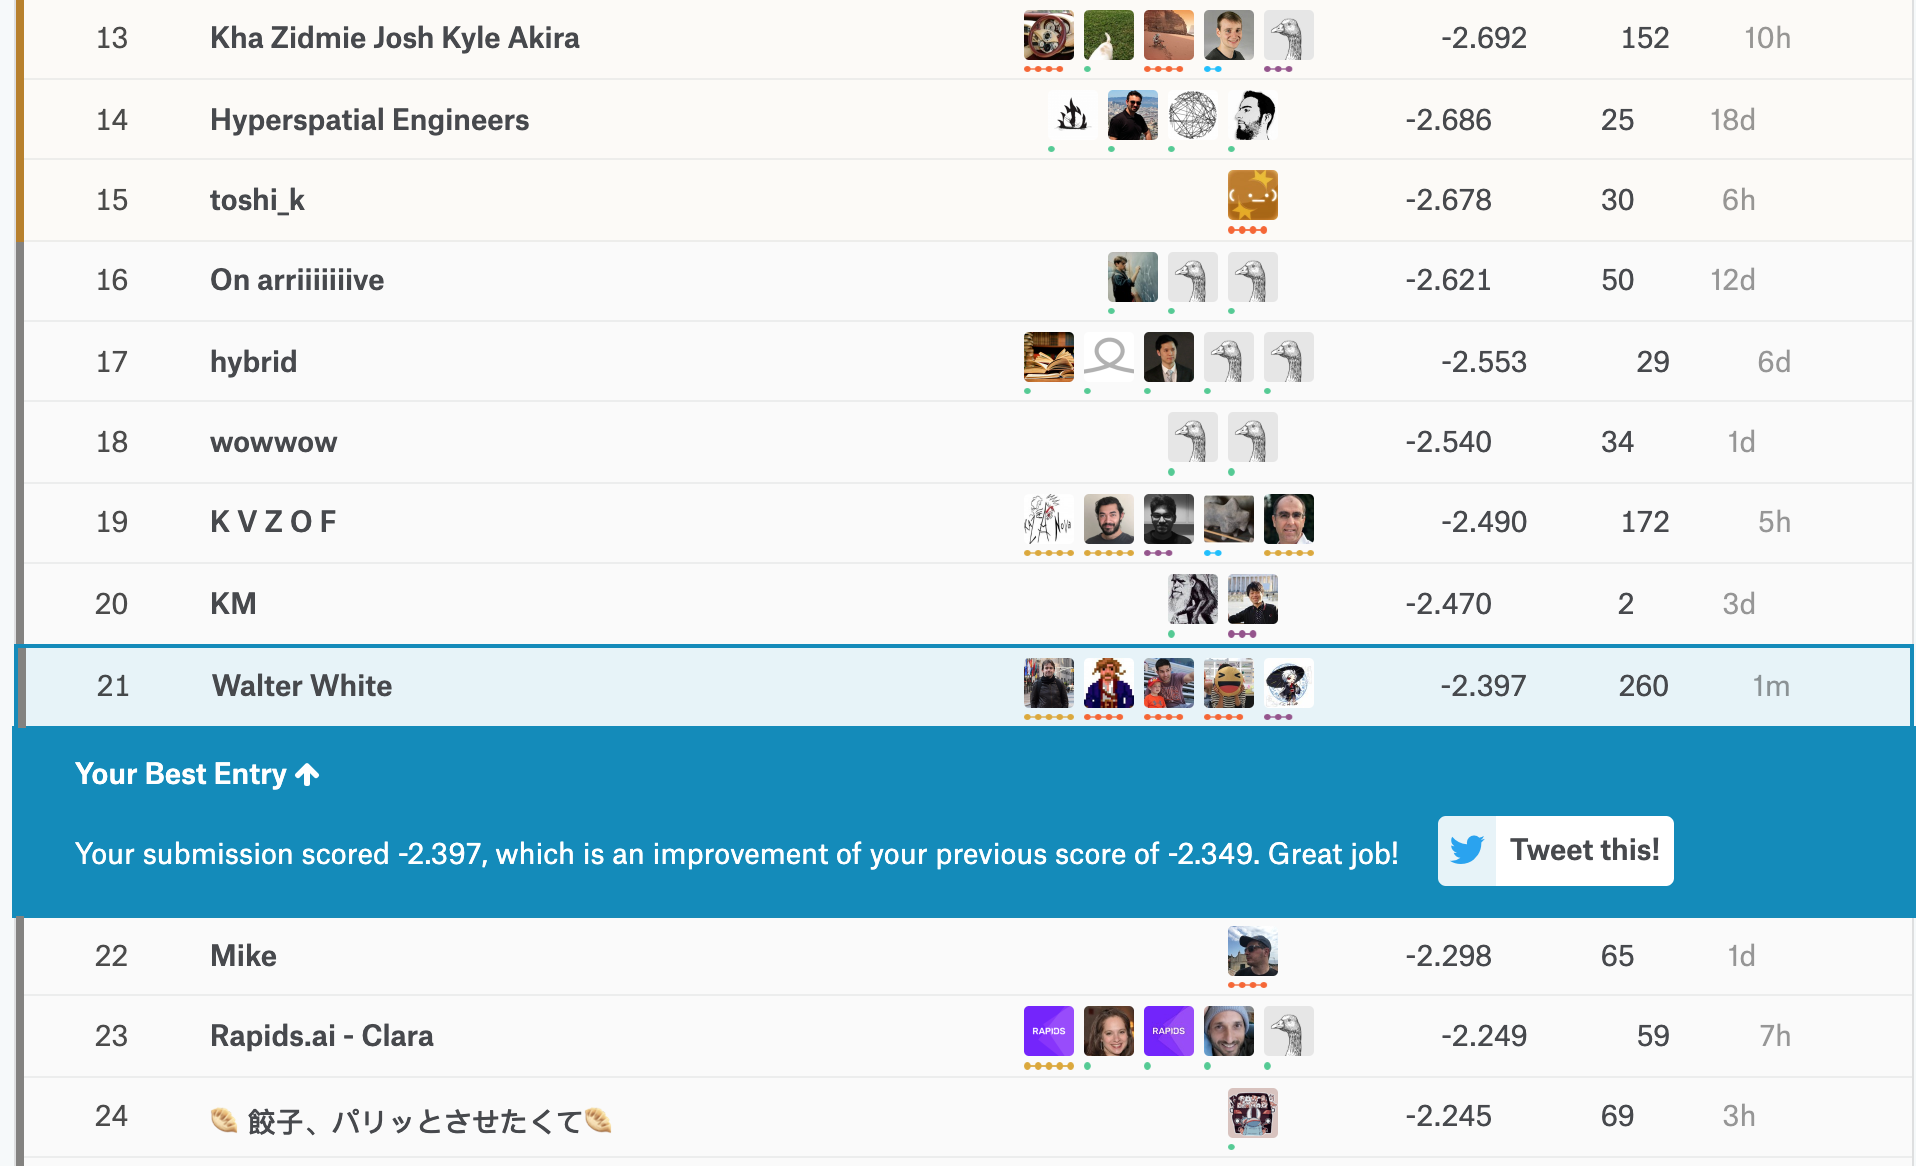 13 Kha Zidmie Josh Kyle Akira -2.692 152 10h
14 Hyperspatial Engineers -2.686 25 18d
15 toshi_k -2.678 30 6h
16 On arriiiiiiive -2.621 50 12d
17 hybrid -2.553 29 6d
18 wowwow -2.540 34 1d
19 K V Z O F -2.490 172 5h
20 KM -2.470 2 3d
21 Walter White -2.397 260 1m
Your Best Entry
Your submission scored -2.397, which is an improvement of your previous score of -2.349. Great job! Tweet this!
22 Mike -2.298 65 1d
RAPIDS RAPIDS
23 Rapids.ai - Clara -2.249 59 7h
24 🥟 餃子、パリッとさせたくて🥟 -2.245 69 3h